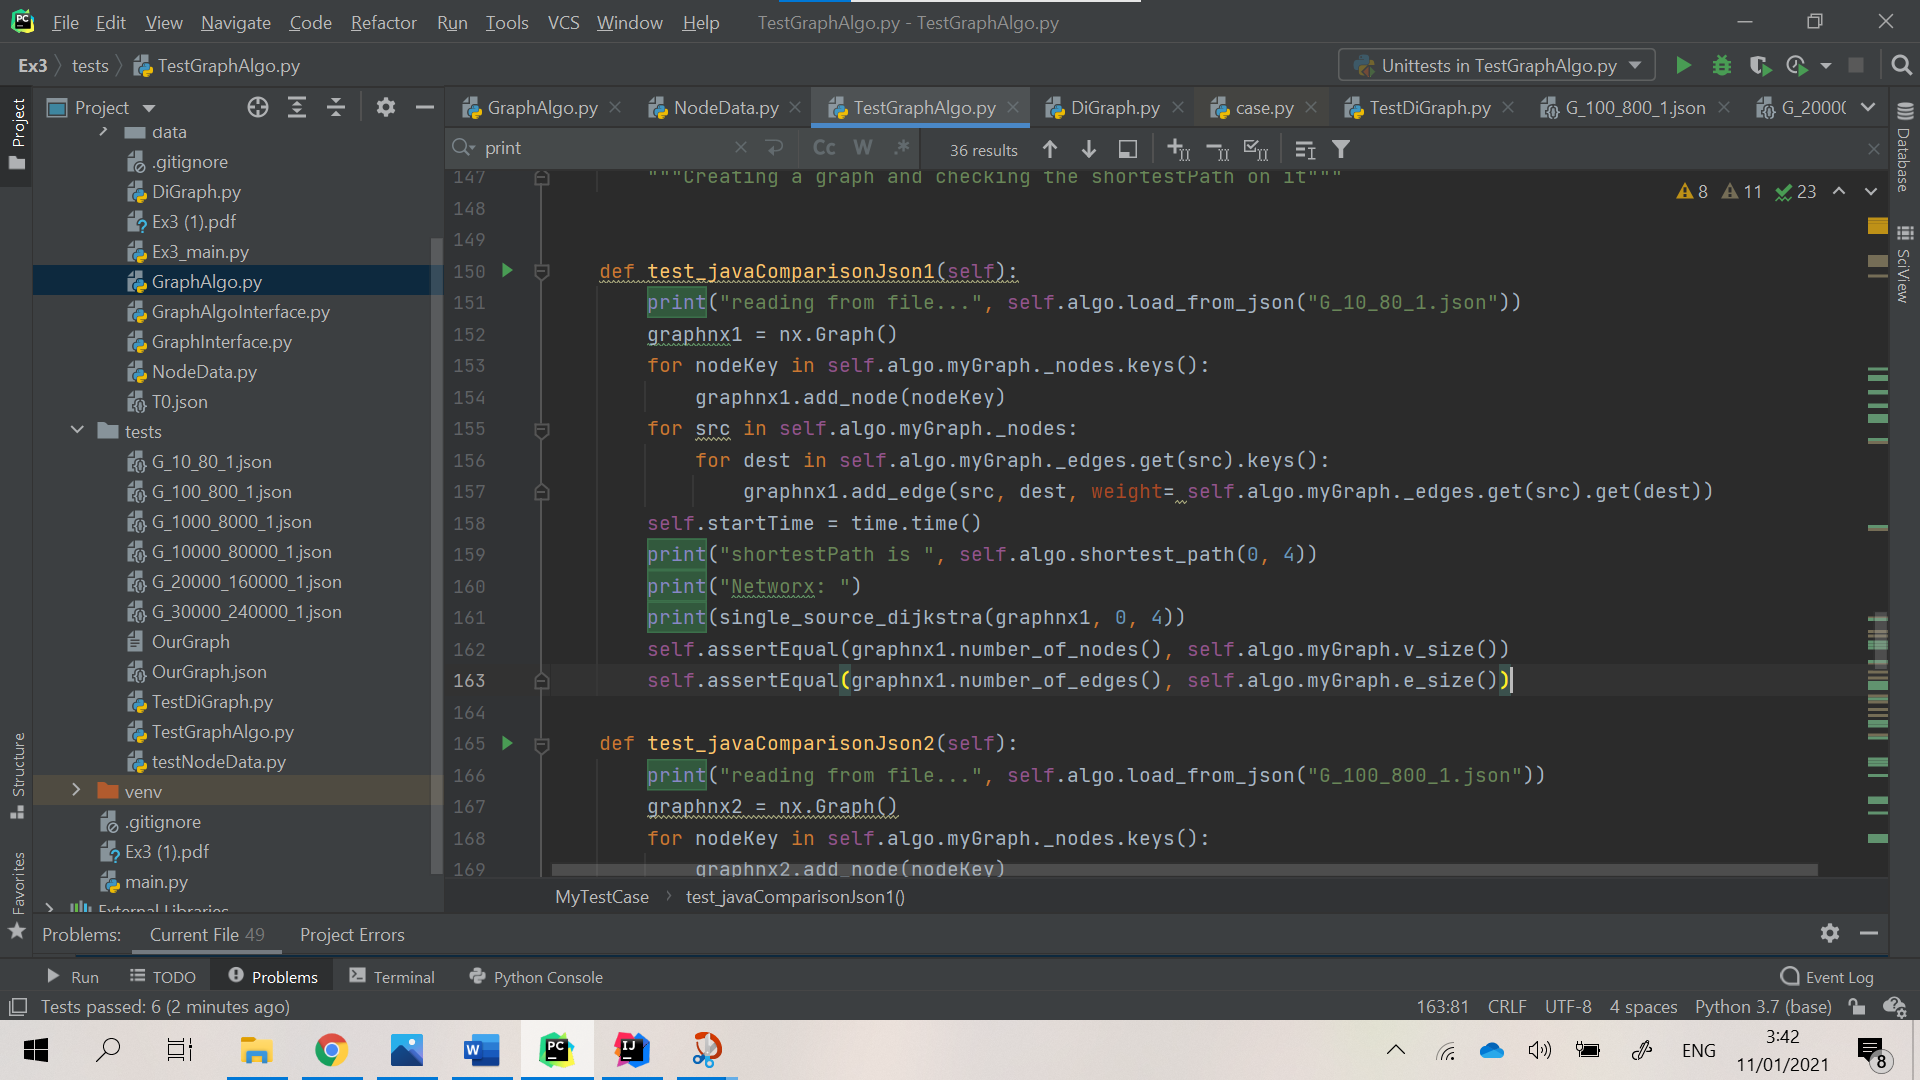 File Edit View Navigate Code Refactor Run Tools VCS Window Help TestGraphAlgo.py - TestGraphAlgo.py
Ex3 tests TestGraphAlgo.py Unittests in TestGraphAlgo.py
Project
GraphAlgo.py NodeData.py TestGraphAlgo.py DiGraph.py case.py TestDiGraph.py G_100_800_1.json G_2000
print Cc W .* 36 results
8 11 23
data
.gitignore
DiGraph.py
Ex3 (1).pdf
Ex3_main.py
GraphAlgo.py
GraphAlgoInterface.py
GraphInterface.py
NodeData.py
T0.json
tests
G_10_80_1.json
G_100_800_1.json
G_1000_8000_1.json
G_10000_80000_1.json
G_20000_160000_1.json
G_30000_240000_1.json
OurGraph
OurGraph.json
TestDiGraph.py
TestGraphAlgo.py
testNodeData.py
venv
.gitignore
Ex3 (1).pdf
main.py
External Libraries
147 """Creating a graph and checking the shortestPath on it"""
148
149
150 def test_javaComparisonJson1(self):
151 print("reading from file...", self.algo.load_from_json("G_10_80_1.json"))
152 graphnx1 = nx.Graph()
153 for nodeKey in self.algo.myGraph._nodes.keys():
154 graphnx1.add_node(nodeKey)
155 for src in self.algo.myGraph._nodes:
156 for dest in self.algo.myGraph._edges.get(src).keys():
157 graphnx1.add_edge(src, dest, weight= self.algo.myGraph._edges.get(src).get(dest))
158 self.startTime = time.time()
159 print("shortestPath is ", self.algo.shortest_path(0, 4))
160 print("Networx: ")
161 print(single_source_dijkstra(graphnx1, 0, 4))
162 self.assertEqual(graphnx1.number_of_nodes(), self.algo.myGraph.v_size())
163 self.assertEqual(graphnx1.number_of_edges(), self.algo.myGraph.e_size())
164
165 def test_javaComparisonJson2(self):
166 print("reading from file...", self.algo.load_from_json("G_100_800_1.json"))
167 graphnx2 = nx.Graph()
168 for nodeKey in self.algo.myGraph._nodes.keys():
169 graphnx2.add_node(nodeKey)
MyTestCase test_javaComparisonJson1()
Project
Structure
Favorites
Database
SciView
Problems: Current File 49 Project Errors
Run TODO Problems Terminal Python Console Event Log
Tests passed: 6 (2 minutes ago) 163:81 CRLF UTF-8 4 spaces Python 3.7 (base)
ENG
3:42
11/01/2021
8